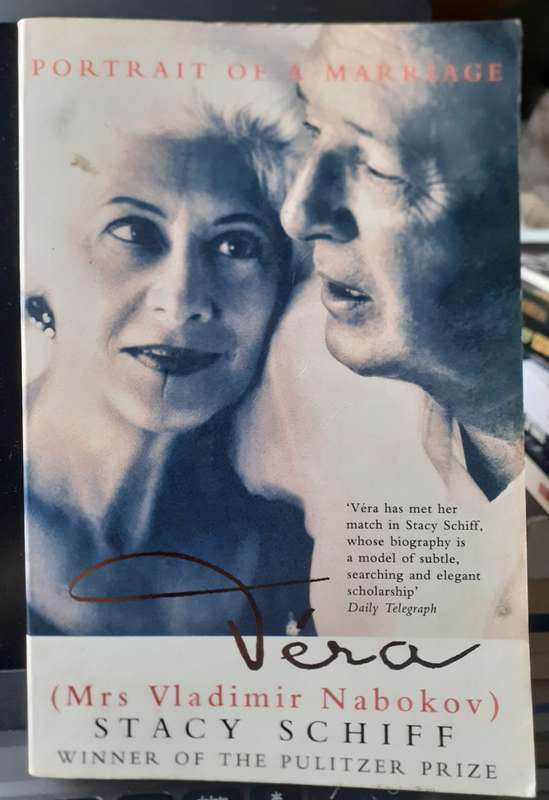 PORTRAIT OF A MARRIAGE
'Véra has met her
match in Stacy Schiff,
whose biography is
a model of subtle,
searching and elegant
scholarship'
Daily Telegraph
Véra
(Mrs Vladimir Nabokov)
STACY SCHIFF
WINNER OF THE PULITZER PRIZE